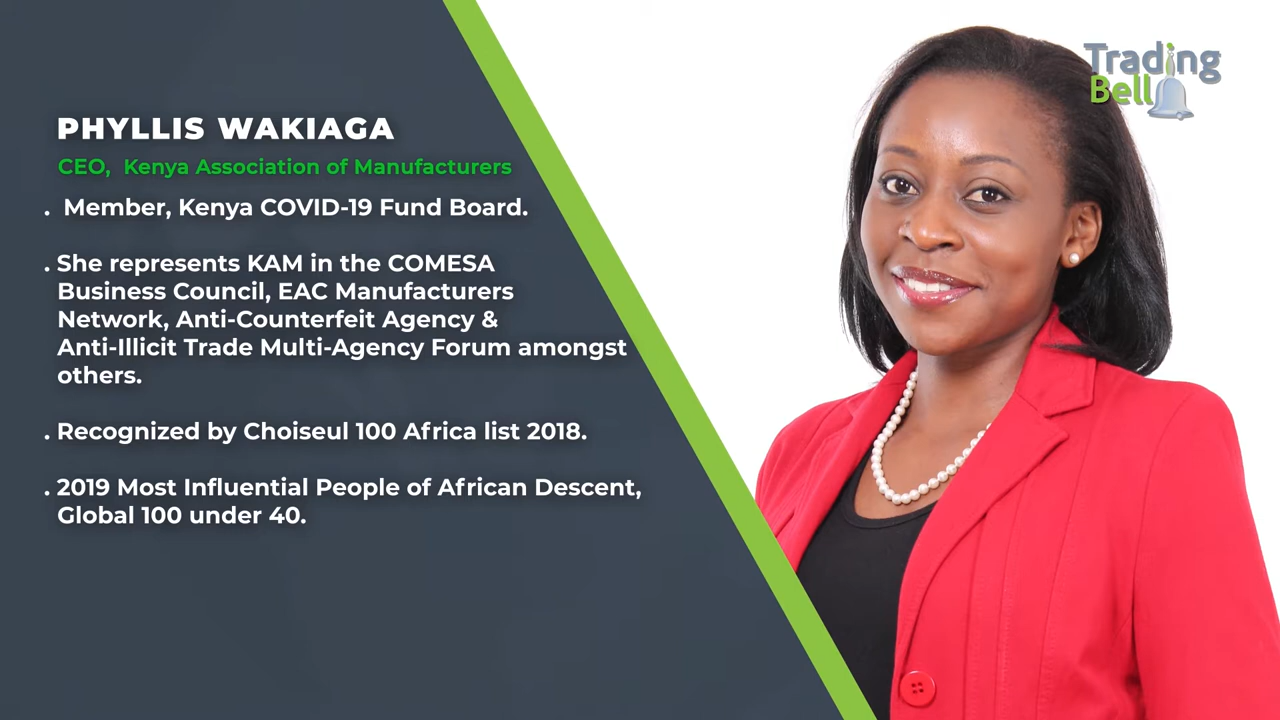 Trading
Bell
PHYLLIS WAKIAGA
CEO, Kenya Association of Manufacturers
. Member, Kenya COVID-19 Fund Board.
. She represents KAM in the COMESA
Business Council, EAC Manufacturers
Network, Anti-Counterfeit Agency &
Anti-Illicit Trade Multi-Agency Forum amongst
others.
. Recognized by Choiseul 100 Africa list 2018.
. 2019 Most Influential People of African Descent,
Global 100 under 40.